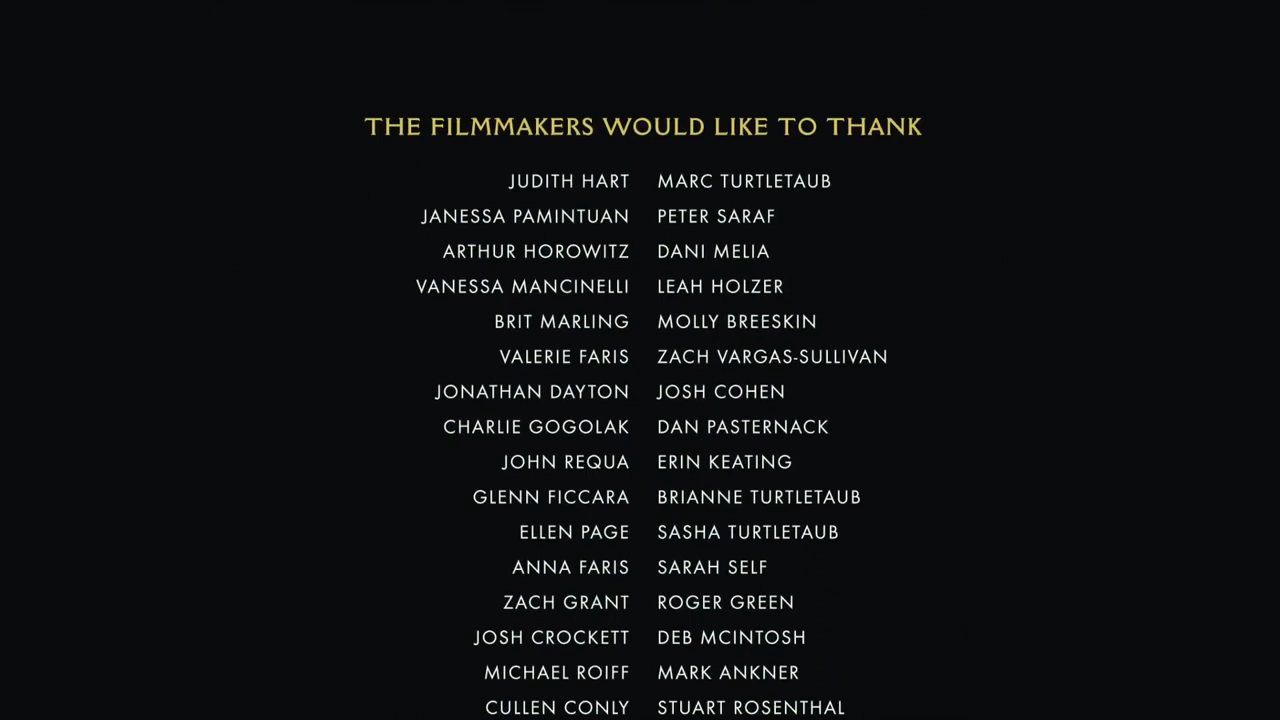 THE FILMMAKERS WOULD LIKE TO THANK
JUDITH HART MARC TURTLETAUB
JANESSA PAMINTUAN PETER SARAF
ARTHUR HOROWITZ DANI MELIA
VANESSA MANCINELLI LEAH HOLZER
BRIT MARLING MOLLY BREESKIN
VALERIE FARIS ZACH VARGAS-SULLIVAN
JONATHAN DAYTON JOSH COHEN
CHARLIE GOGOLAK DAN PASTERNACK
JOHN REQUA ERIN KEATING
GLENN FICCARA BRIANNE TURTLETAUB
ELLEN PAGE SASHA TURTLETAUB
ANNA FARIS SARAH SELF
ZACH GRANT ROGER GREEN
JOSH CROCKETT DEB MCINTOSH
MICHAEL ROIFF MARK ANKNER
CULLEN CONLY STUART ROSENTHAL